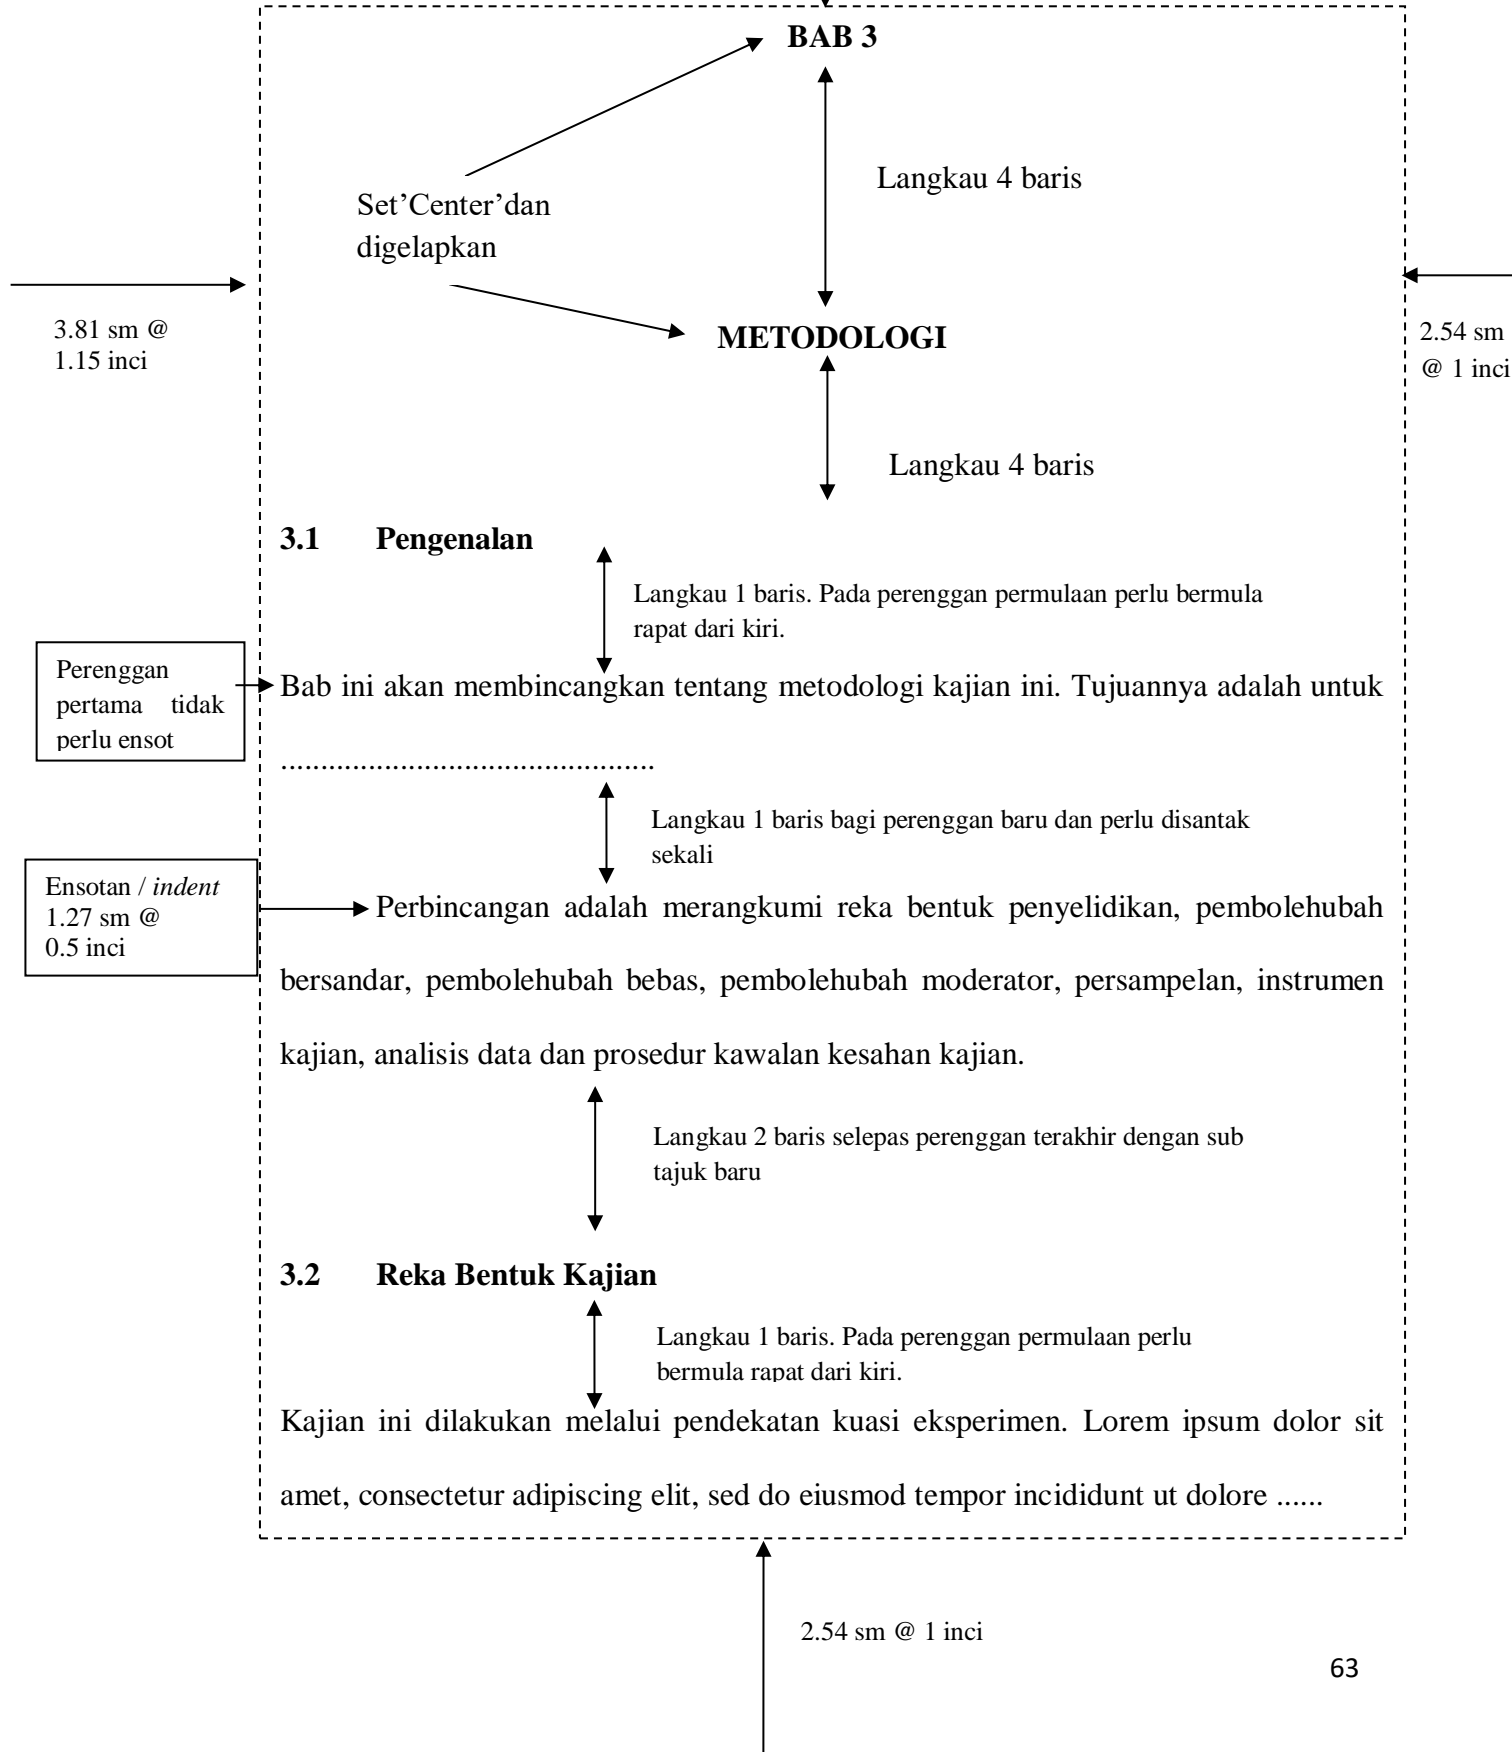 BAB 3
Langkau 4 baris
Set’Center’dan
digelapkan
3.81 sm @
1.15 inci
METODOLOGI
2.54 sm
@ 1 inci
Langkau 4 baris
3.1 Pengenalan
Langkau 1 baris. Pada perenggan permulaan perlu bermula
rapat dari kiri.
Perenggan
pertama tidak
perlu ensot
Bab ini akan membincangkan tentang metodologi kajian ini. Tujuannya adalah untuk
...............................................
Langkau 1 baris bagi perenggan baru dan perlu disantak
sekali
Ensotan / indent
1.27 sm @
0.5 inci
Perbincangan adalah merangkumi reka bentuk penyelidikan, pembolehubah
bersandar, pembolehubah bebas, pembolehubah moderator, persampelan, instrumen
kajian, analisis data dan prosedur kawalan kesahan kajian.
Langkau 2 baris selepas perenggan terakhir dengan sub
tajuk baru
3.2 Reka Bentuk Kajian
Langkau 1 baris. Pada perenggan permulaan perlu
bermula rapat dari kiri.
Kajian ini dilakukan melalui pendekatan kuasi eksperimen. Lorem ipsum dolor sit
amet, consectetur adipiscing elit, sed do eiusmod tempor incididunt ut dolore ......
2.54 sm @ 1 inci
63